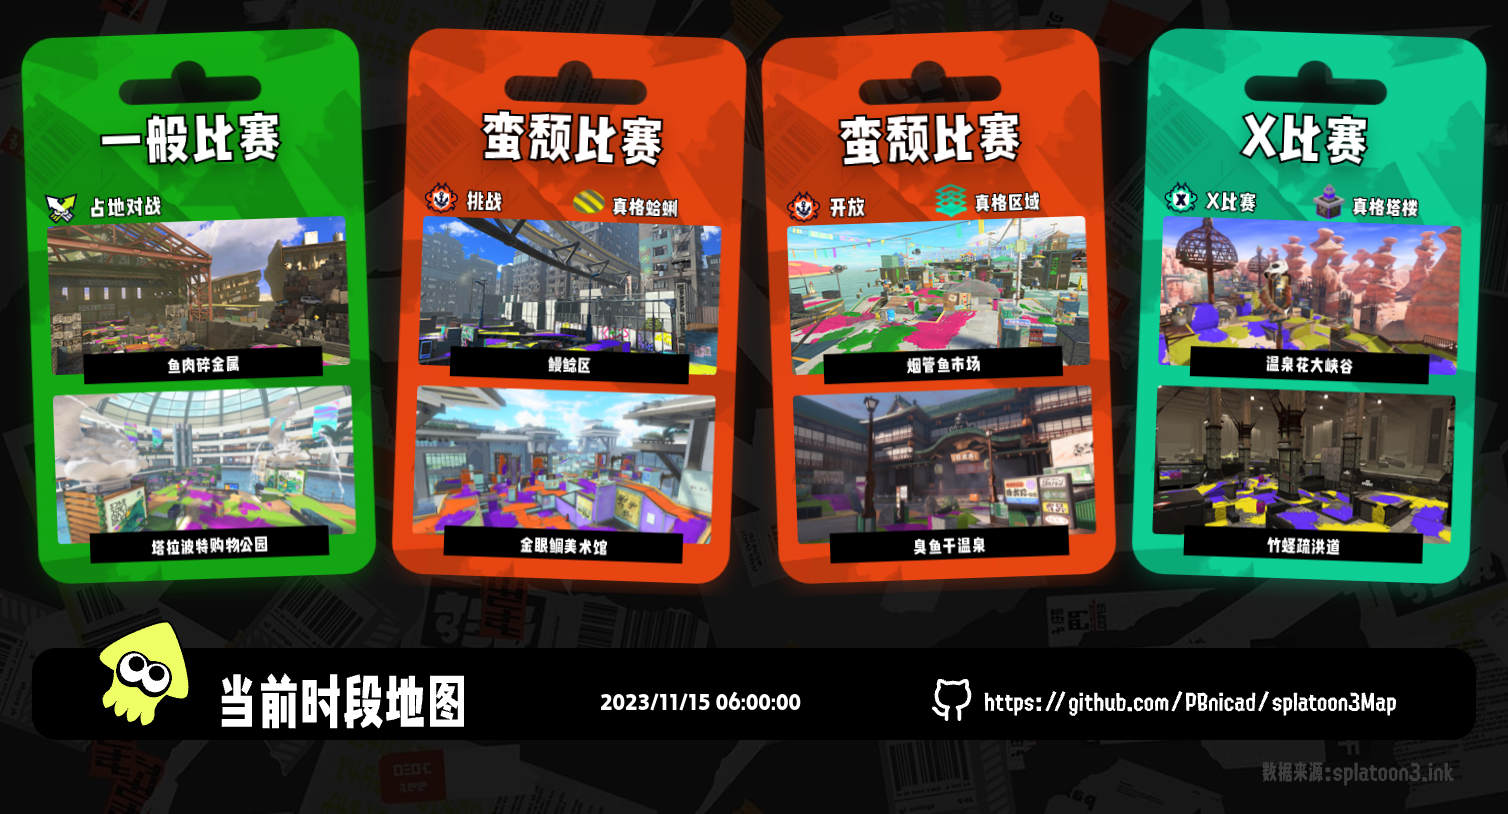 一般比赛
占地对战
鱼肉碎金属
塔拉波特购物公园
蛮颓比赛
挑战
真格蛤蜊
鳗鲶区
金眼鲷美术馆
蛮颓比赛
开放
真格区域
烟管鱼市场
臭鱼干温泉
X比赛
X比赛
真格塔楼
温泉花大峡谷
竹蛏疏洪道
当前时段地图
2023/11/15 06:00:00
https://github.com/PBnicad/splatoon3Map
数据来源:splatoon3.ink